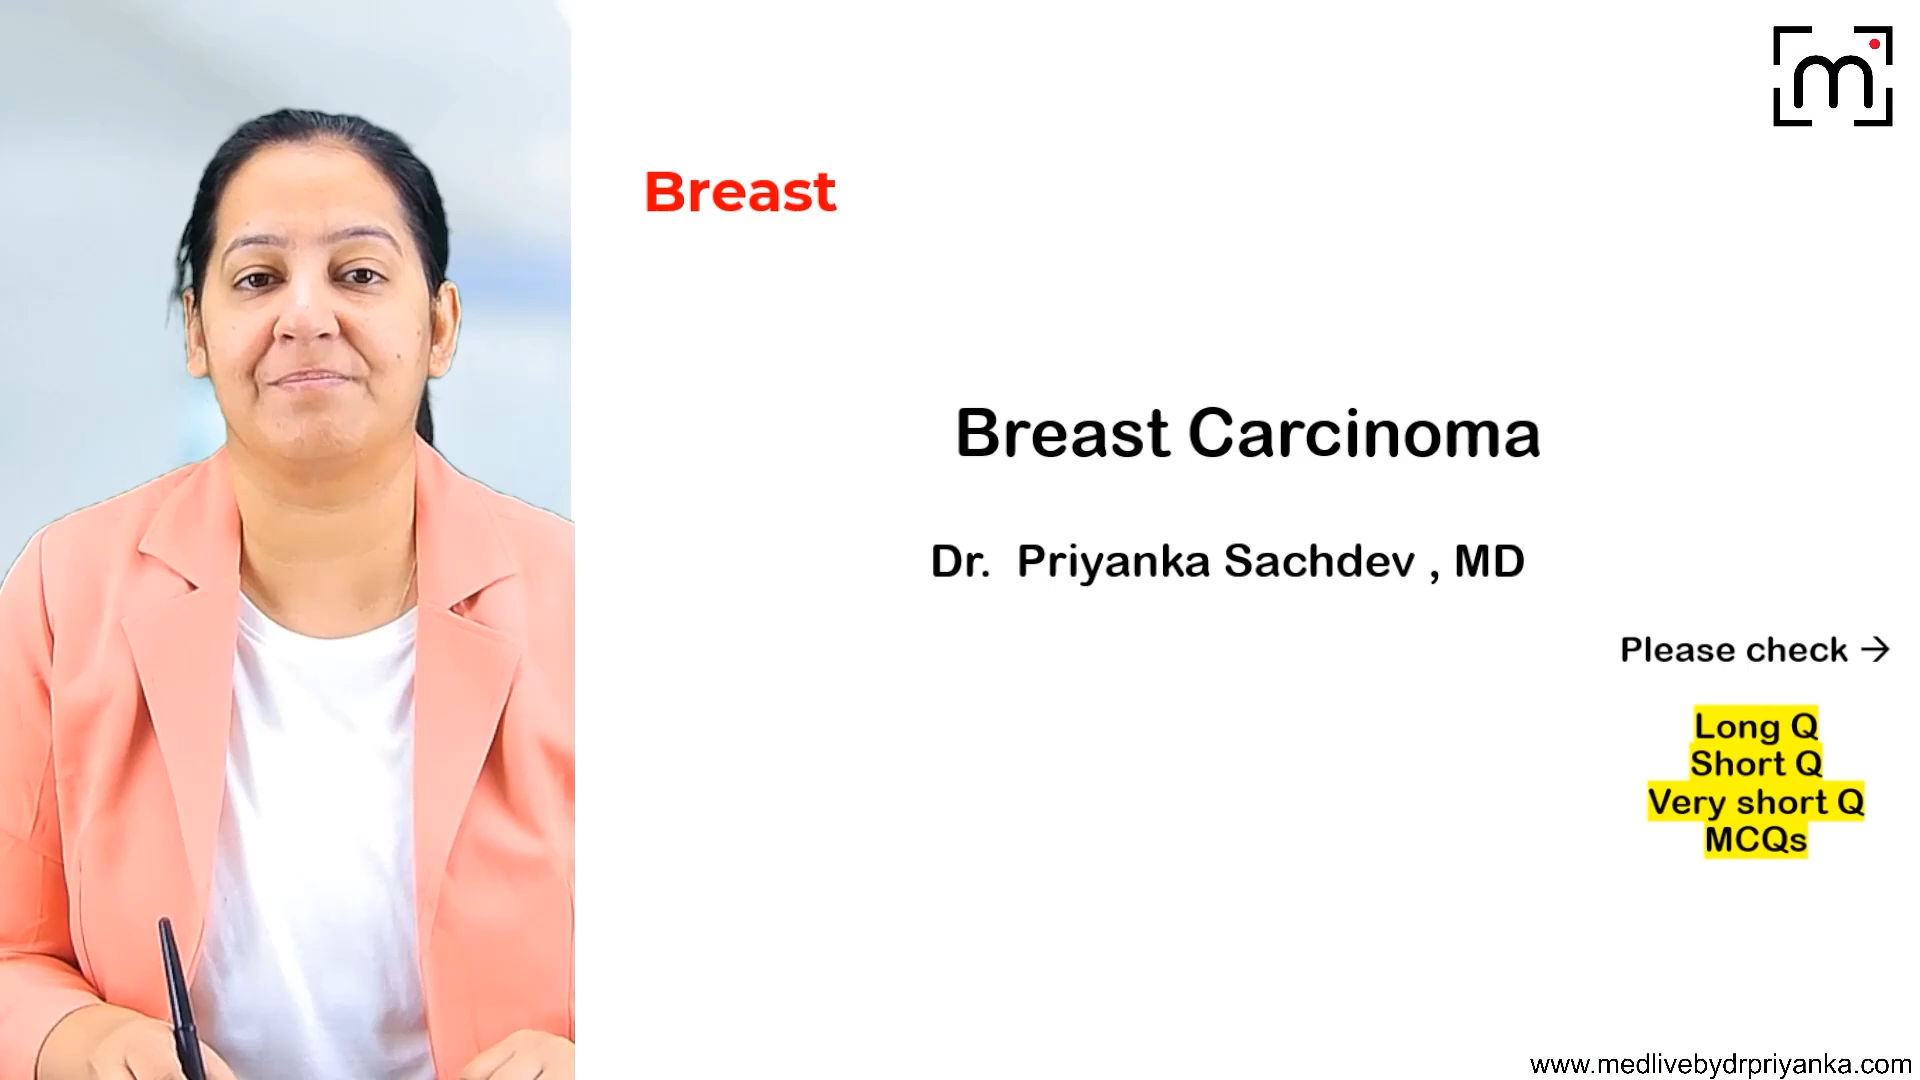 m
Breast
Breast Carcinoma
Dr. Priyanka Sachdev , MD
Please check →
Long Q
Short Q
Very short Q
MCQs
www.medlivebydrpriyanka.com